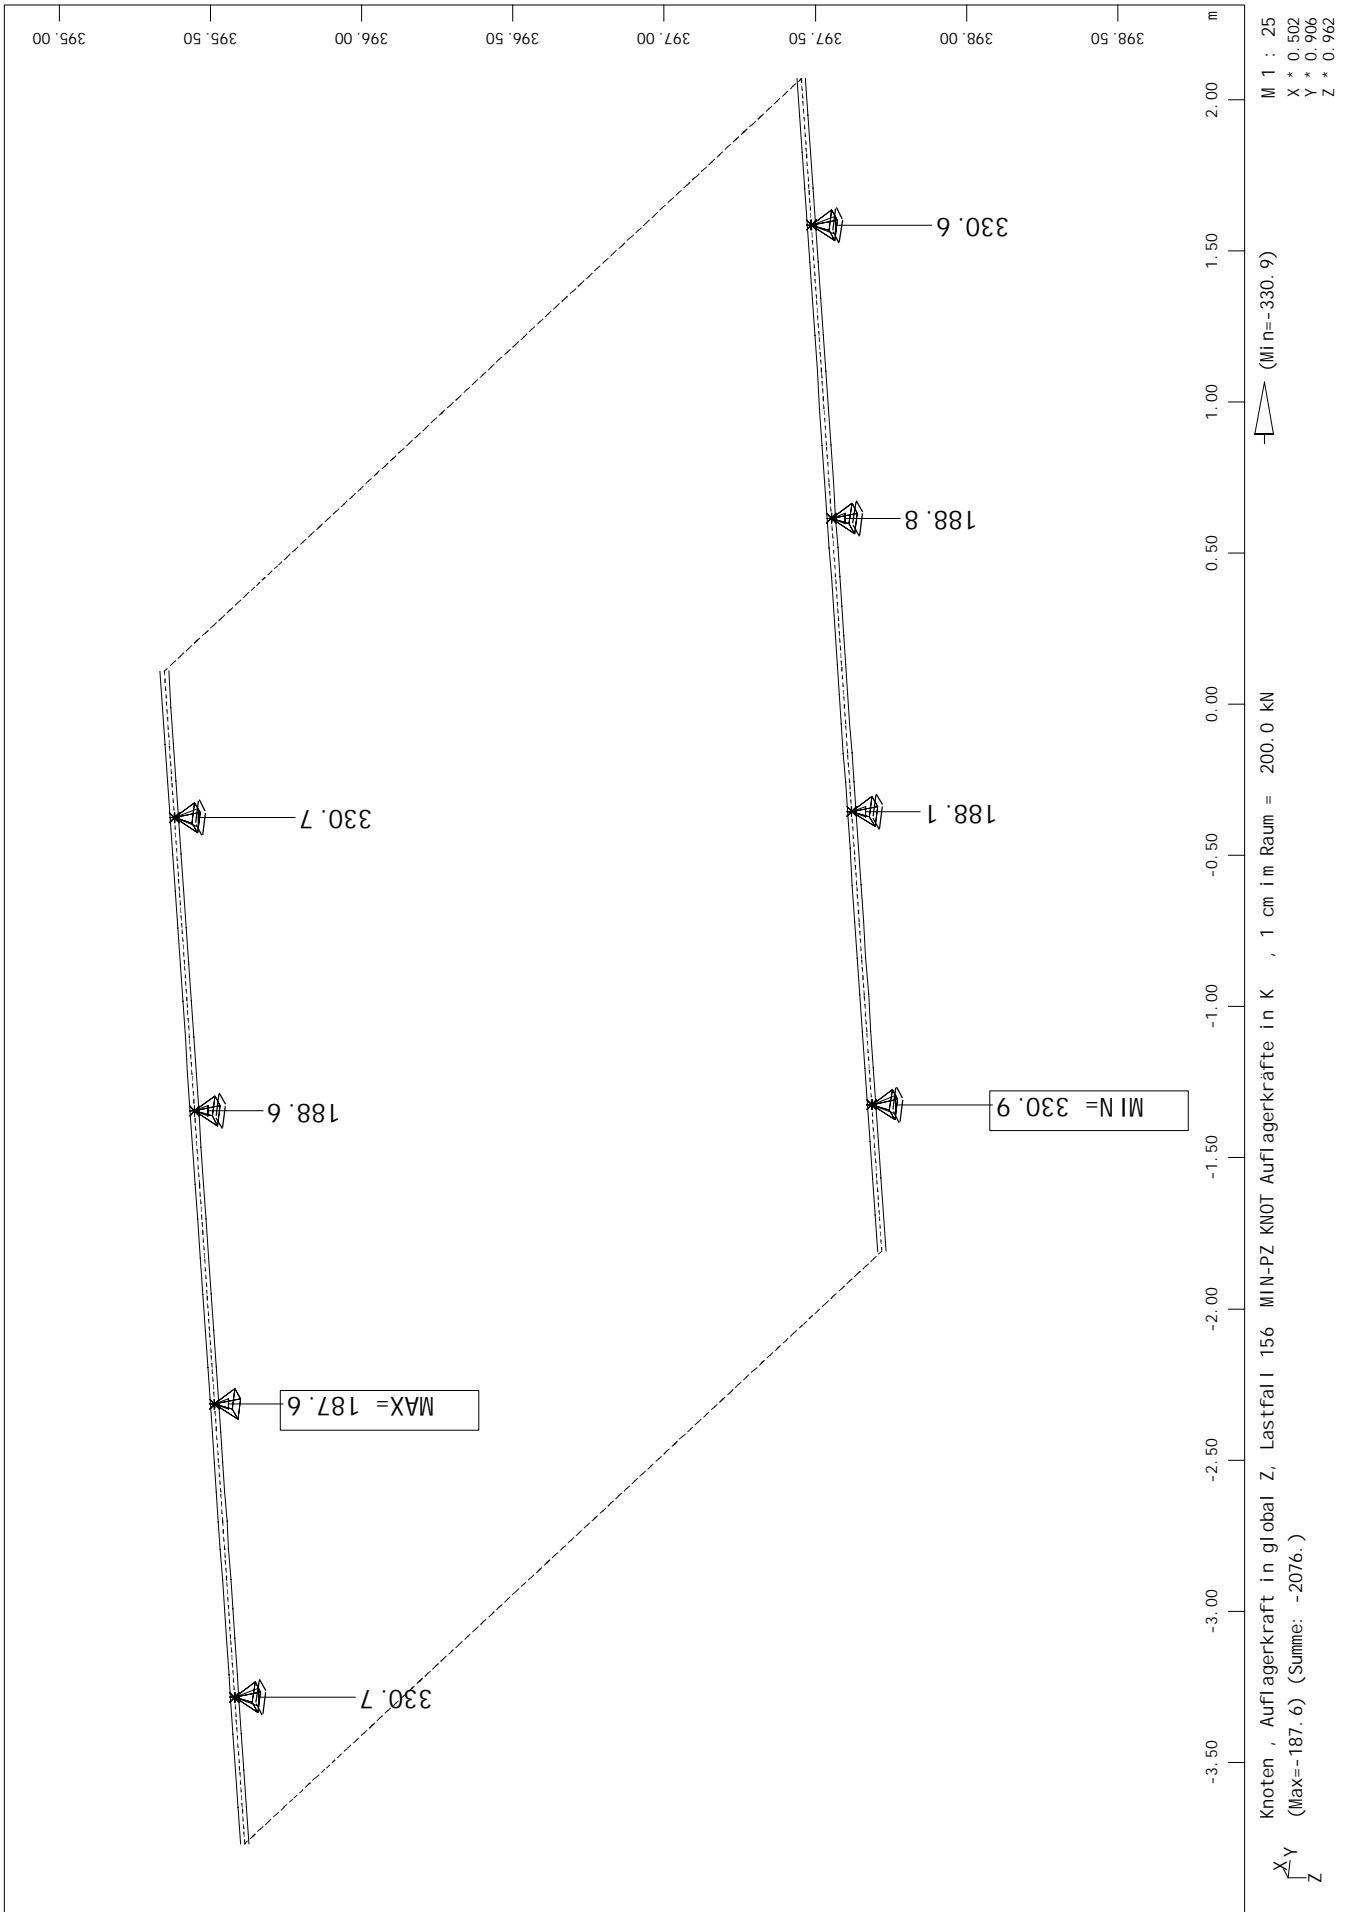 395.00
395.50
396.00
396.50
397.00
397.50
398.00
398.50
m
2.00
1.50
1.00
0.50
0.00
-0.50
-1.00
-1.50
-2.00
-2.50
-3.00
-3.50
330.6
188.8
188.1
MIN= 330.9
330.7
188.6
MAX= 187.6
330.7
Knoten , Auflagerkraft in global Z, Lastfall 156 MIN-PZ KNOT Auflagerkräfte in K , 1 cm im Raum = 200.0 kN (Min=-330.9)
(Max=-187.6) (Summe: -2076.)
M 1 : 25
X * 0.502
Y * 0.906
Z * 0.962
X
Y
Z